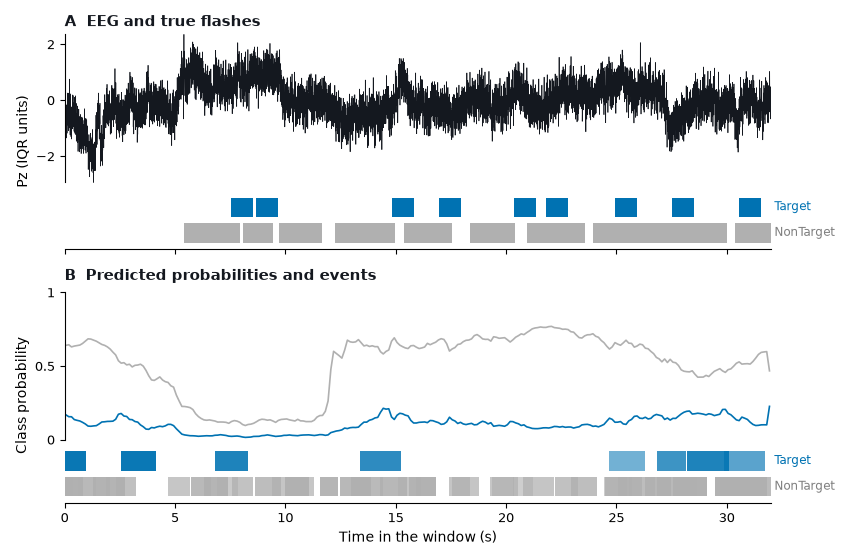 A EEG and true flashes
2
0
−2
Pz (IQR units)
Target
NonTarget
B Predicted probabilities and events
1
0.5
0
Class probability
Target
NonTarget
0 5 10 15 20 25 30
Time in the window (s)